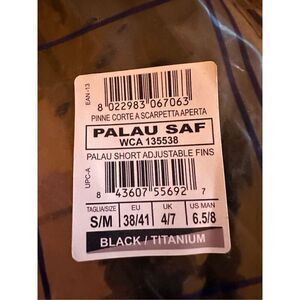 EAN-13
8 022983 067063
PINNE CORTE A SCARPETTA APERTA
PALAU SAF
WCA 135538
PALAU SHORT ADJUSTABLE FINS
UPC-A
8 43607 55692 7
TAGLIA/SIZE EU UK US MAN
S/M 38/41 4/7 6.5/8
BLACK / TITANIUM